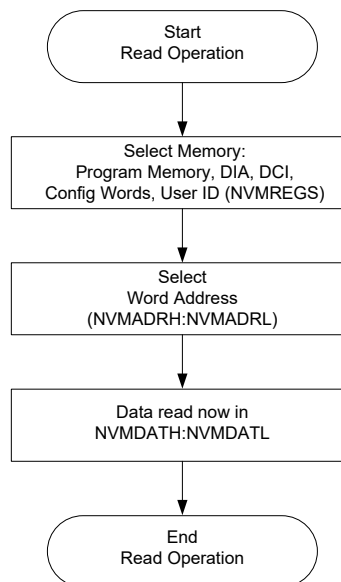 Start
Read Operation
Select Memory:
Program Memory, DIA, DCI,
Config Words, User ID (NVMREGS)
Select
Word Address
(NVMADRH:NVMADRL)
Data read now in
NVMDATH:NVMDATL
End
Read Operation